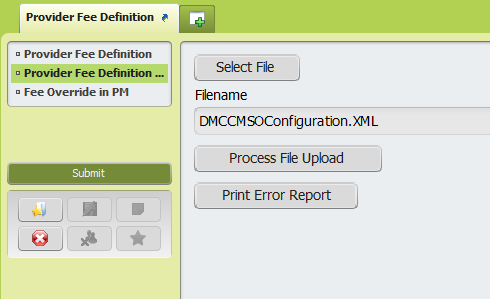 Provider Fee Definition
Provider Fee Definition
Provider Fee Definition ...
Fee Override in PM
Submit
Select File
Filename
DMCCMSOConfiguration.XML
Process File Upload
Print Error Report